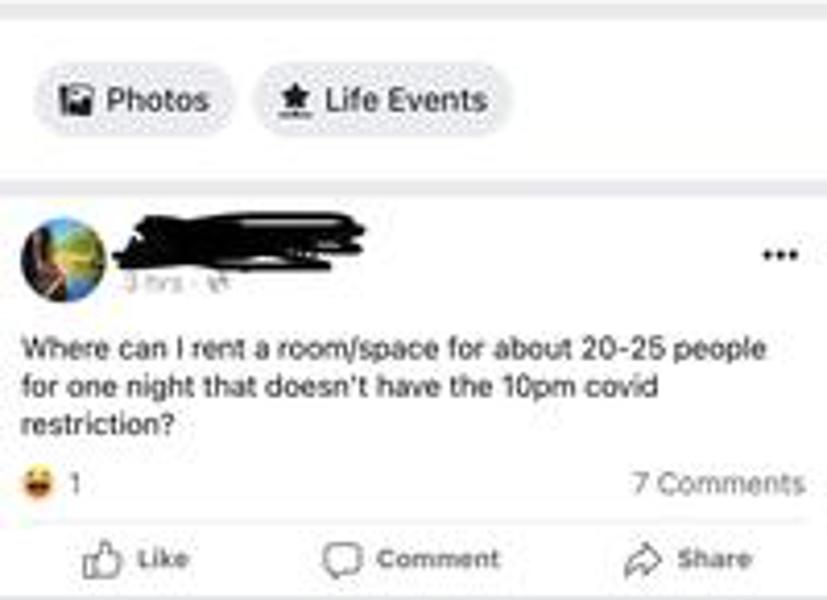 Photos Life Events
3 hrs ·
Where can I rent a room/space for about 20-25 people
for one night that doesn't have the 10pm covid
restriction?
1 7 Comments
Like Comment Share